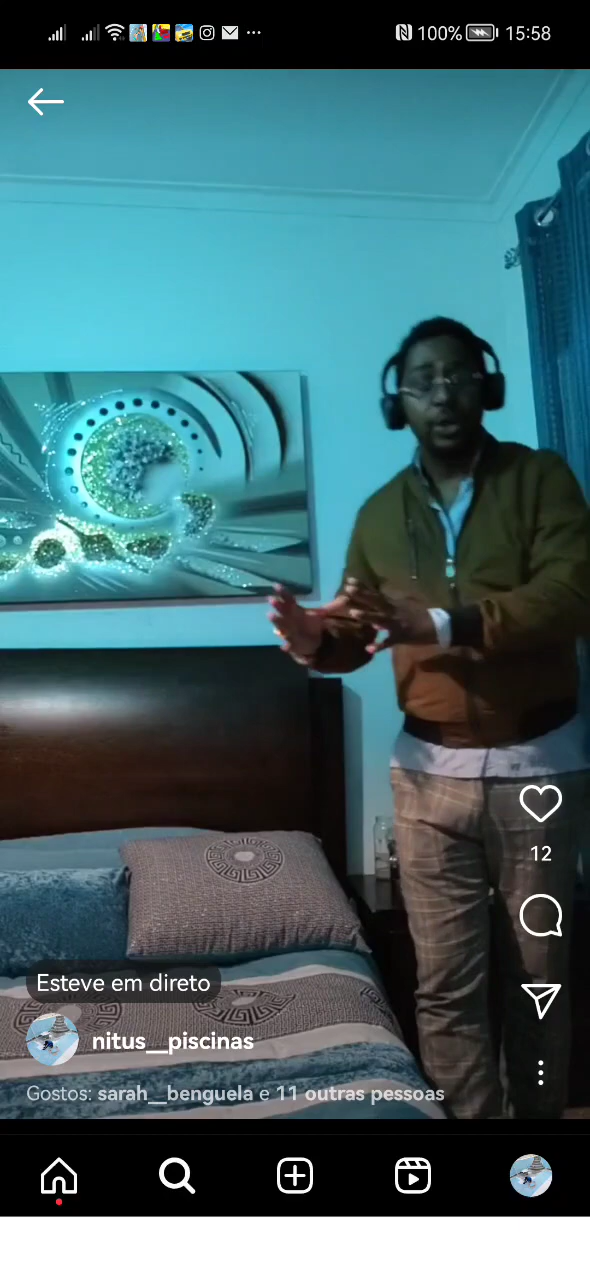 100% 15:58
12
Esteve em direto
nitus__piscinas
Gostos: sarah__benguela e 11 outras pessoas